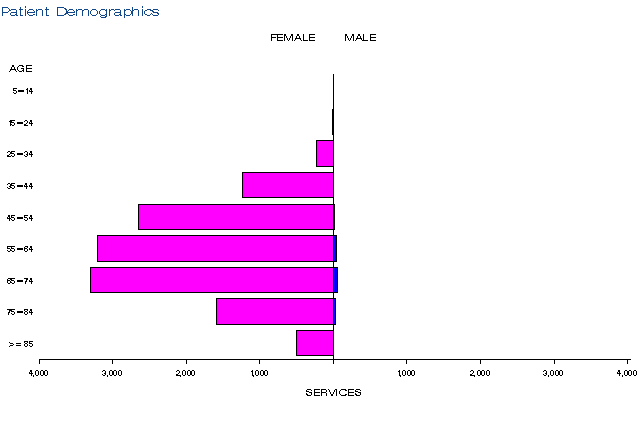 Patient Demographics
FEMALE MALE
AGE
5-14
15-24
25-34
35-44
45-54
55-64
65-74
75-84
>=85
4,000 3,000 2,000 1,000 1,000 2,000 3,000 4,000
SERVICES